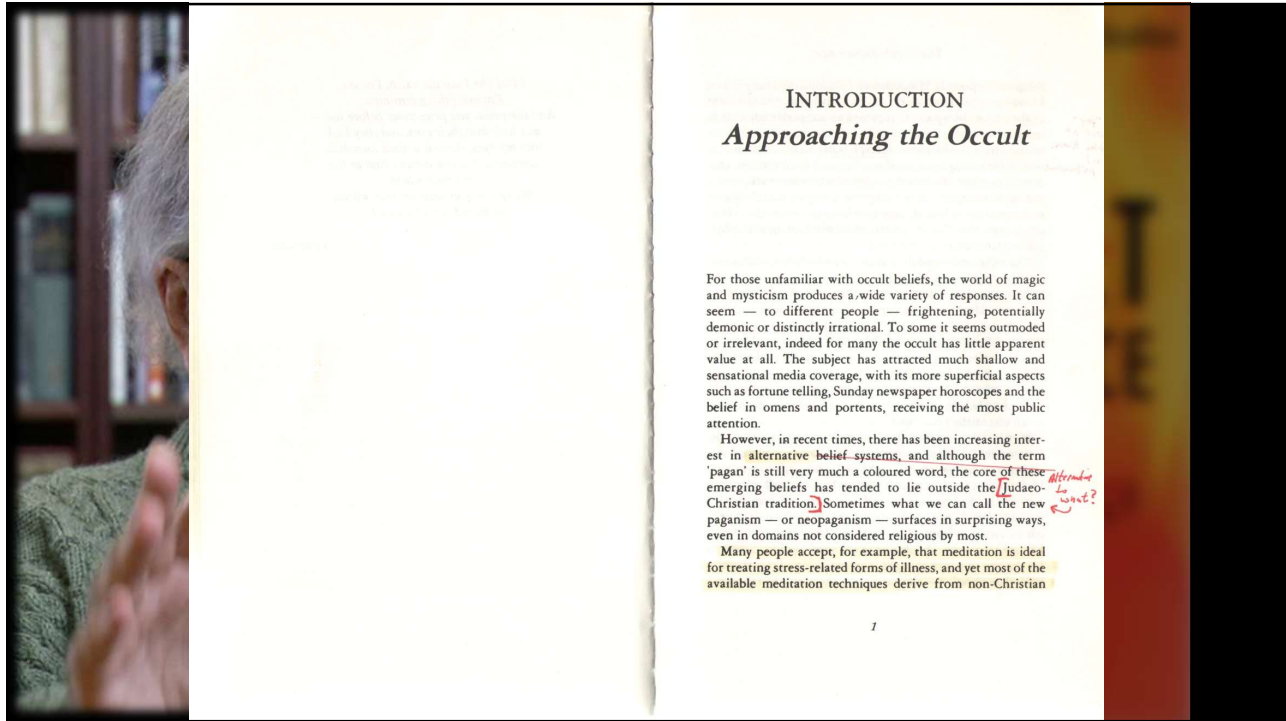 INTRODUCTION
Approaching the Occult
For those unfamiliar with occult beliefs, the world of magic
and mysticism produces a wide variety of responses. It can
seem — to different people — frightening, potentially
demonic or distinctly irrational. To some it seems outmoded
or irrelevant, indeed for many the occult has little apparent
value at all. The subject has attracted much shallow and
sensational media coverage, with its more superficial aspects
such as fortune telling, Sunday newspaper horoscopes and the
belief in omens and portents, receiving the most public
attention.
However, in recent times, there has been increasing inter-
est in alternative belief systems, and although the term
'pagan' is still very much a coloured word, the core of these
emerging beliefs has tended to lie outside the Judaeo-
Christian tradition. Sometimes what we can call the new
paganism — or neopaganism — surfaces in surprising ways,
even in domains not considered religious by most.
Many people accept, for example, that meditation is ideal
for treating stress-related forms of illness, and yet most of the
available meditation techniques derive from non-Christian
1
Alternative
to
what?
T
CE